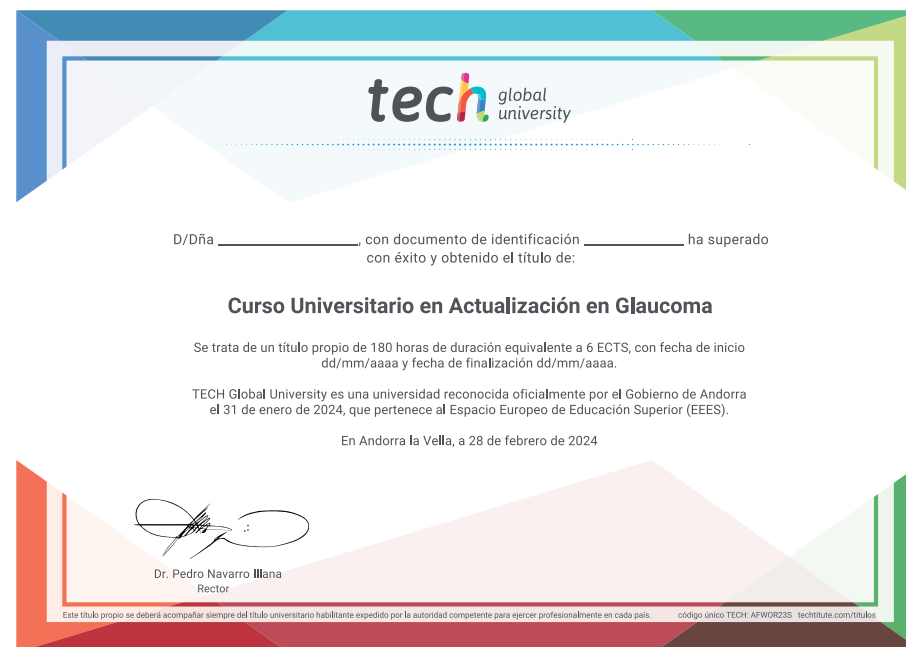 tech global university
D/Dña ____________________, con documento de identificación ______________ ha superado
con éxito y obtenido el título de:
Curso Universitario en Actualización en Glaucoma
Se trata de un título propio de 180 horas de duración equivalente a 6 ECTS, con fecha de inicio
dd/mm/aaaa y fecha de finalización dd/mm/aaaa.
TECH Global University es una universidad reconocida oficialmente por el Gobierno de Andorra
el 31 de enero de 2024, que pertenece al Espacio Europeo de Educación Superior (EEES).
En Andorra la Vella, a 28 de febrero de 2024
Dr. Pedro Navarro Illana
Rector
Este título propio se deberá acompañar siempre del título universitario habilitante expedido por la autoridad competente para ejercer profesionalmente en cada país. código único TECH: AFWOR23S techtitute.com/titulos